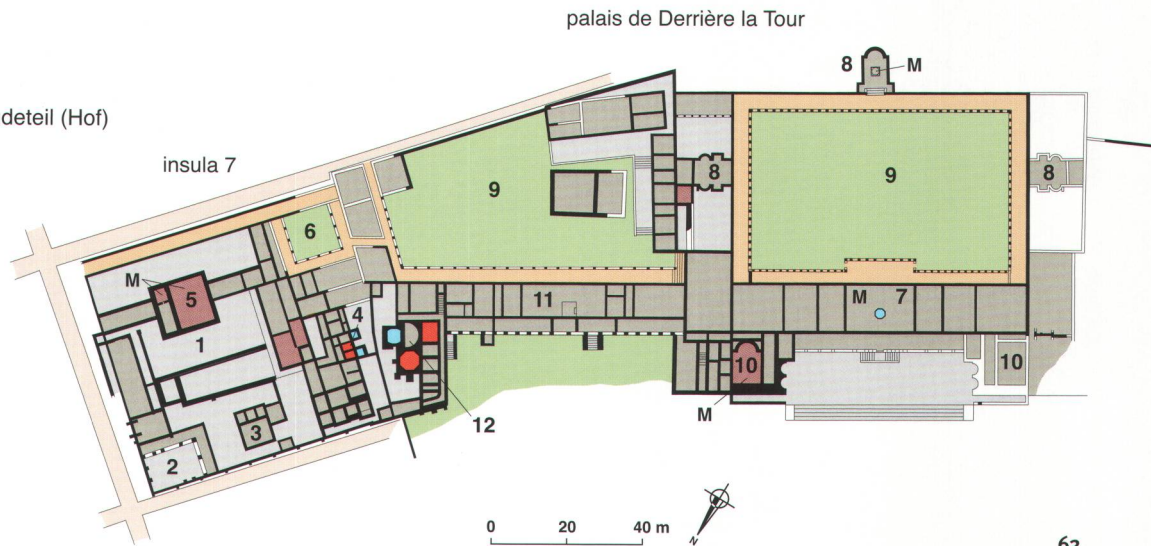 palais de Derrière la Tour
deteil (Hof)
insula 7
8 M
9 8 9 8
6
M 5
1 4 11 M 7
10 10
3 12 M
2
N
0 20 40 m
63